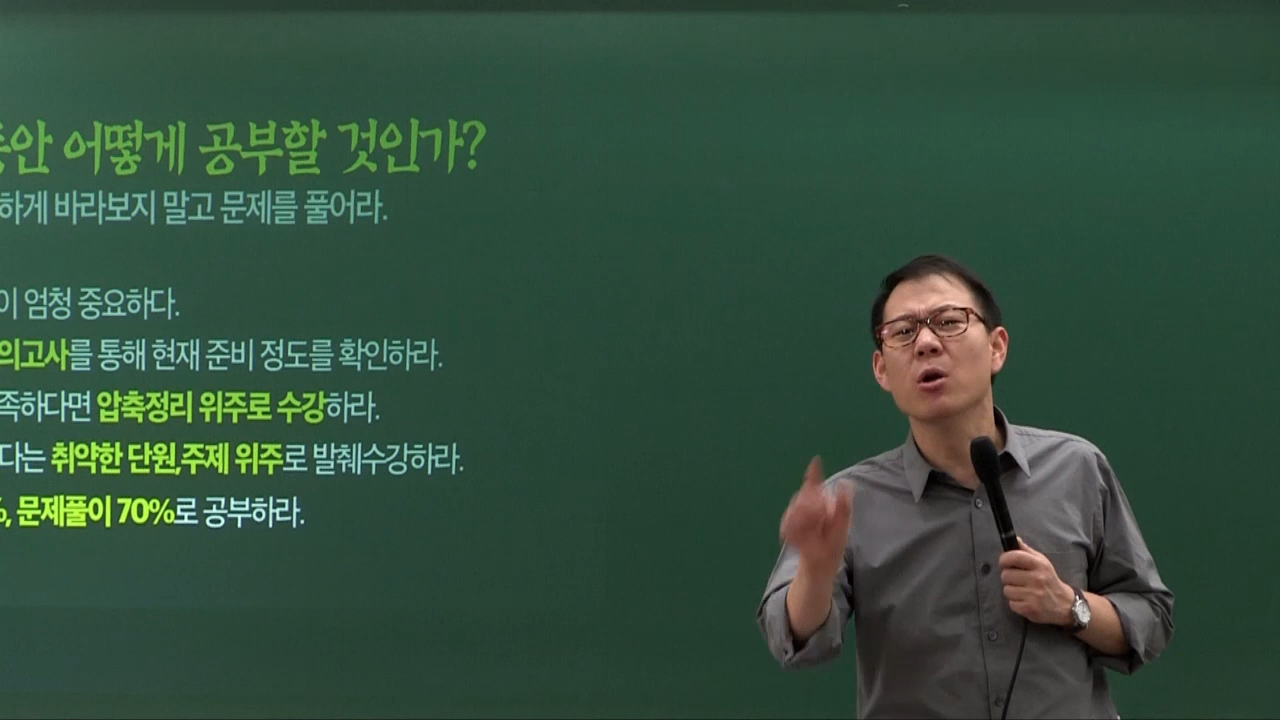 동안 어떻게 공부할 것인가?
하게 바라보지 말고 문제를 풀어라.
이 엄청 중요하다.
의고사를 통해 현재 준비 정도를 확인하라.
족하다면 압축정리 위주로 수강하라.
다는 취약한 단원,주제 위주로 발췌수강하라.
%, 문제풀이 70%로 공부하라.